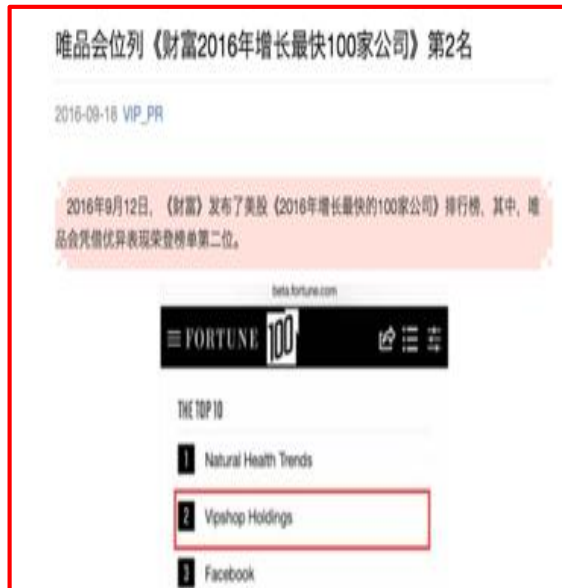 唯品会位列《财富2016年增长最快100家公司》第2名
2016-09-18 VIP_PR
2016年9月12日，《财富》发布了美股《2016年增长最快的100家公司》排行榜，其中，唯
品会凭借优异表现荣登榜单第二位。
beta.fortune.com
FORTUNE 100
THE TOP 10
1 Natural Health Trends
2 Vipshop Holdings
3 Facebook